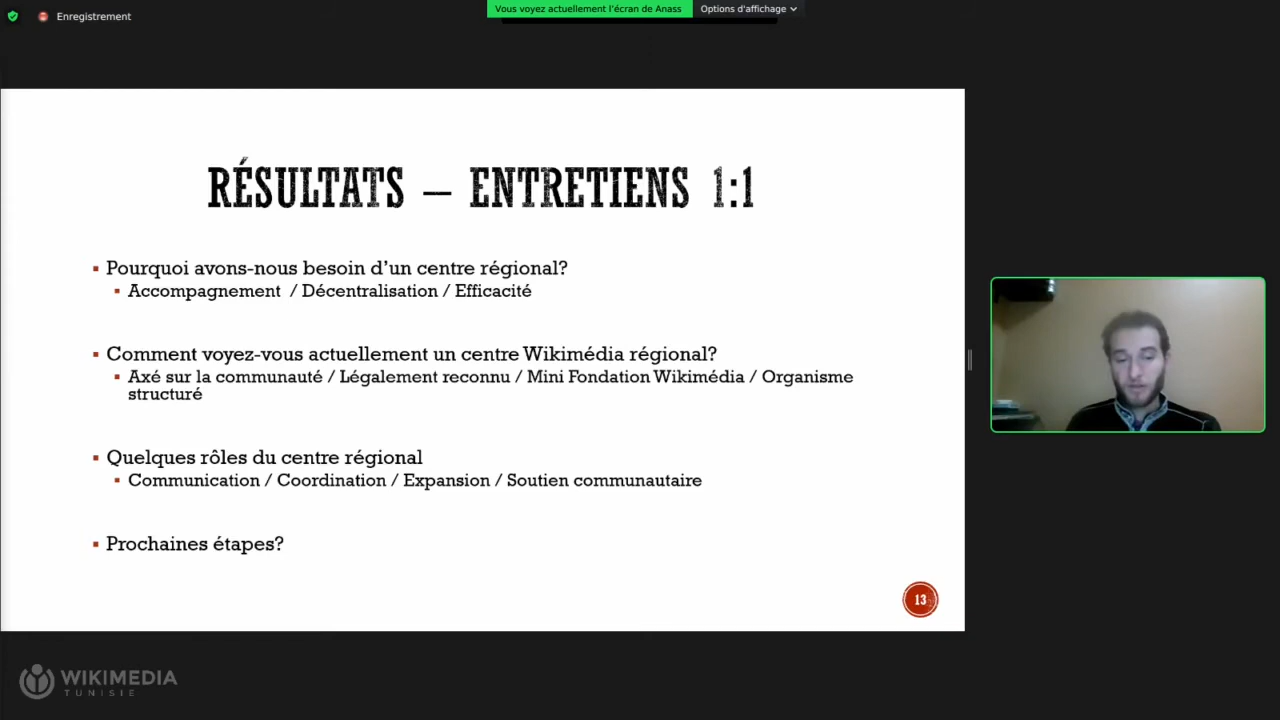 Enregistrement
Vous voyez actuellement l'écran de Anass
Options d'affichage
RÉSULTATS – ENTRETIENS 1:1
Pourquoi avons-nous besoin d’un centre régional?
Accompagnement / Décentralisation / Efficacité
Comment voyez-vous actuellement un centre Wikimédia régional?
Axé sur la communauté / Légalement reconnu / Mini Fondation Wikimédia / Organisme
structuré
Quelques rôles du centre régional
Communication / Coordination / Expansion / Soutien communautaire
Prochaines étapes?
13
WIKIMEDIA
TUNISIE